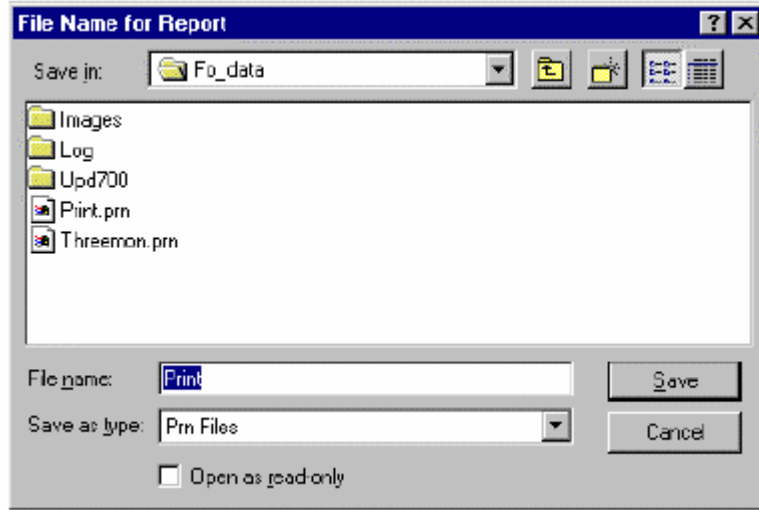 File Name for Report
Save in: Fo_data
Images
Log
Upd700
Print.prn
Threemon.prn
File name: Print
Save
Save as type: Prn Files
Cancel
Open as read-only